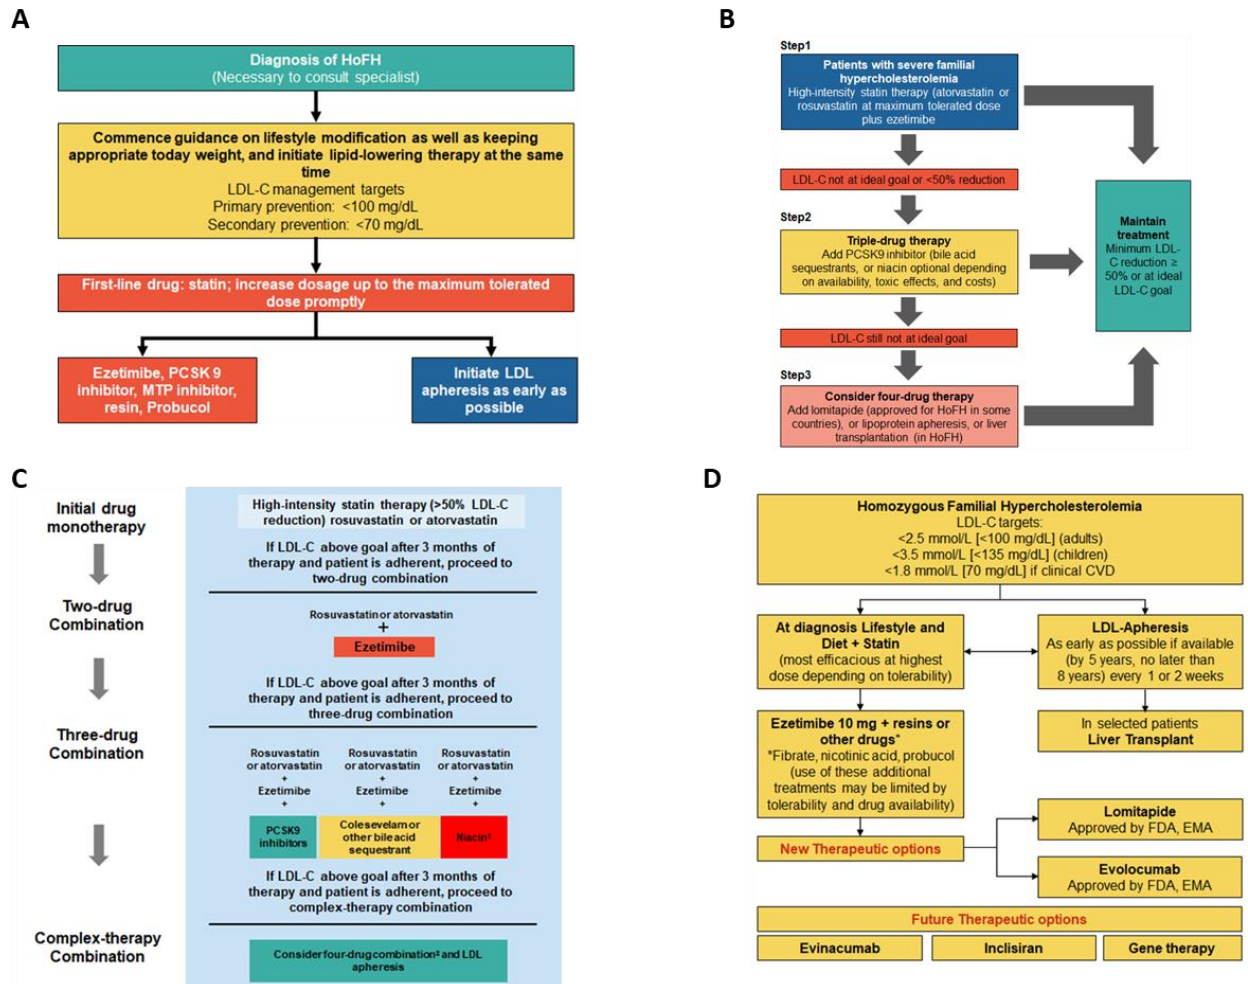 A
Diagnosis of HoFH
(Necessary to consult specialist)
Commence guidance on lifestyle modification as well as keeping
appropriate today weight, and initiate lipid-lowering therapy at the same
time
LDL-C management targets
Primary prevention: <100 mg/dL
Secondary prevention: <70 mg/dL
First-line drug: statin; increase dosage up to the maximum tolerated
dose promptly
Ezetimibe, PCSK 9
inhibitor, MTP inhibitor,
resin, Probucol
Initiate LDL
apheresis as early as
possible
B
Step1
Patients with severe familial
hypercholesterolemia
High-intensity statin therapy (atorvastatin or
rosuvastatin at maximum tolerated dose
plus ezetimibe
LDL-C not at ideal goal or <50% reduction
Step2
Triple-drug therapy
Add PCSK9 inhibitor (bile acid
sequestrants, or niacin optional depending
on availability, toxic effects, and costs)
LDL-C still not at ideal goal
Step3
Consider four-drug therapy
Add lomitapide (approved for HoFH in some
countries), or lipoprotein apheresis, or liver
transplantation (in HoFH)
Maintain
treatment
Minimum LDL-
C reduction ≥
50% or at ideal
LDL-C goal
C
Initial drug
monotherapy
High-intensity statin therapy (>50% LDL-C
reduction) rosuvastatin or atorvastatin
If LDL-C above goal after 3 months of
therapy and patient is adherent, proceed to
two-drug combination
Two-drug
Combination
Rosuvastatin or atorvastatin
+
Ezetimibe
If LDL-C above goal after 3 months of
therapy and patient is adherent, proceed to
three-drug combination
Three-drug
Combination
Rosuvastatin
or atorvastatin
+
Ezetimibe
+
PCSK9
inhibitors
Rosuvastatin
or atorvastatin
+
Ezetimibe
+
Colesevelam or
other bile acid
sequestrant
Rosuvastatin
or atorvastatin
+
Ezetimibe
+
Niacin†
If LDL-C above goal after 3 months of
therapy and patient is adherent, proceed to
complex-therapy combination
Complex-therapy
Combination
Consider four-drug combination‡ and LDL
apheresis
D
Homozygous Familial Hypercholesterolemia
LDL-C targets:
<2.5 mmol/L [<100 mg/dL] (adults)
<3.5 mmol/L [<135 mg/dL] (children)
<1.8 mmol/L [70 mg/dL] if clinical CVD
At diagnosis Lifestyle and
Diet + Statin
(most efficacious at highest
dose depending on tolerability)
LDL-Apheresis
As early as possible if available
(by 5 years, no later than
8 years) every 1 or 2 weeks
Ezetimibe 10 mg + resins or
other drugs*
*Fibrate, nicotinic acid, probucol
(use of these additional
treatments may be limited by
tolerability and drug availability)
In selected patients
Liver Transplant
New Therapeutic options
Lomitapide
Approved by FDA, EMA
Evolocumab
Approved by FDA, EMA
Future Therapeutic options
Evinacumab
Inclisiran
Gene therapy